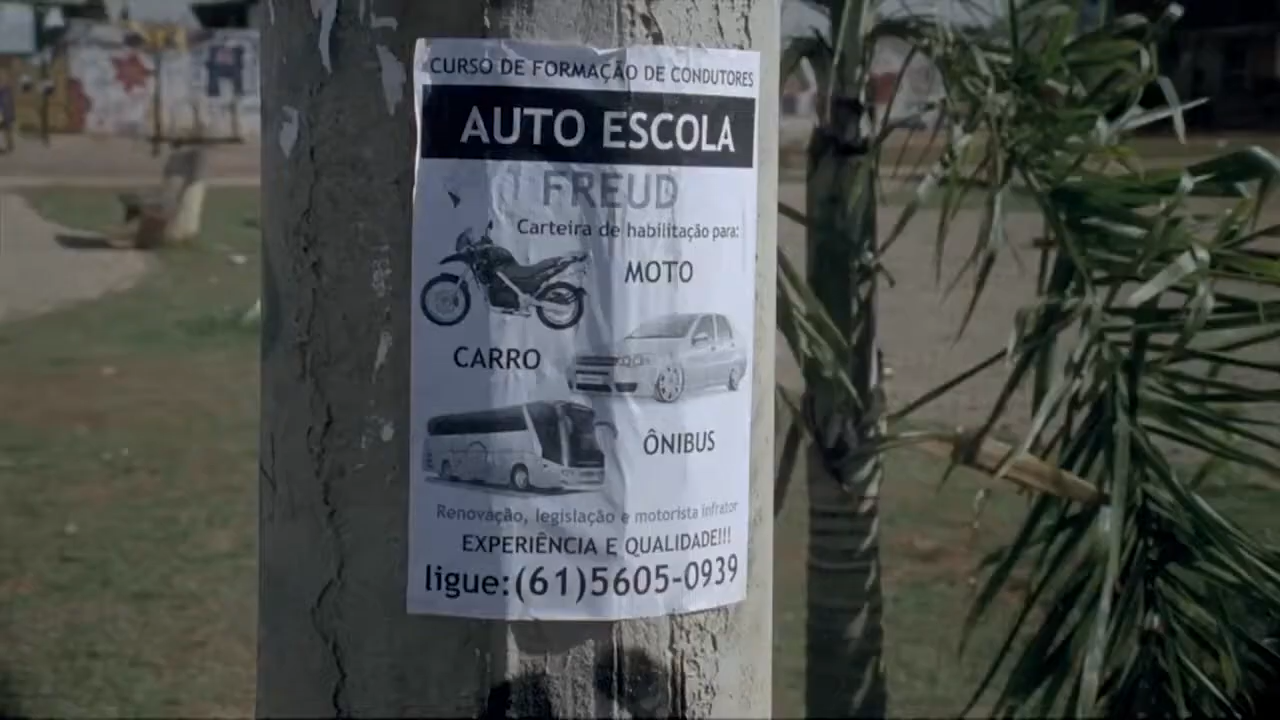 CURSO DE FORMAÇÃO DE CONDUTORES
AUTO ESCOLA
FREUD
Carteira de habilitação para:
MOTO
CARRO
ÔNIBUS
Renovação, legislação e motorista infrator
EXPERIÊNCIA E QUALIDADE!!!
ligue:(61)5605-0939